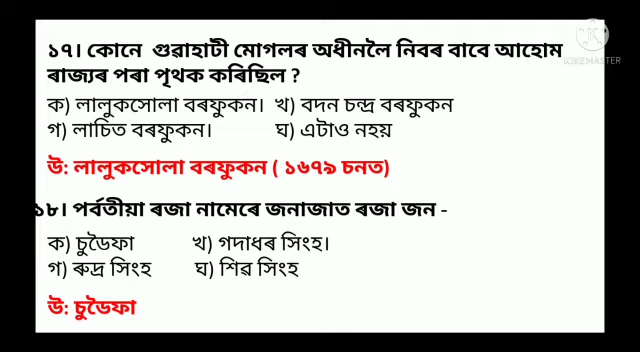 ১৭। কোনে গুৱাহাটী মোগলৰ অধীনলৈ নিবৰ বাবে আহোম
KINEMASTER
ৰাজ্যৰ পৰা পৃথক কৰিছিল ?
ক) লালুকসোলা বৰফুকন। খ) বদন চন্দ্ৰ বৰফুকন
গ) লাচিত বৰফুকন। ঘ) এটাও নহয়
উ: লালুকসোলা বৰফুকন ( ১৬৭৯ চনত)
১৮। পৰ্বতীয়া ৰজা নামেৰে জনাজাত ৰজা জন -
ক) চুডৈফা খ) গদাধৰ সিংহ।
গ) ৰুদ্ৰ সিংহ ঘ) শিৱ সিংহ
উ: চুডৈফা